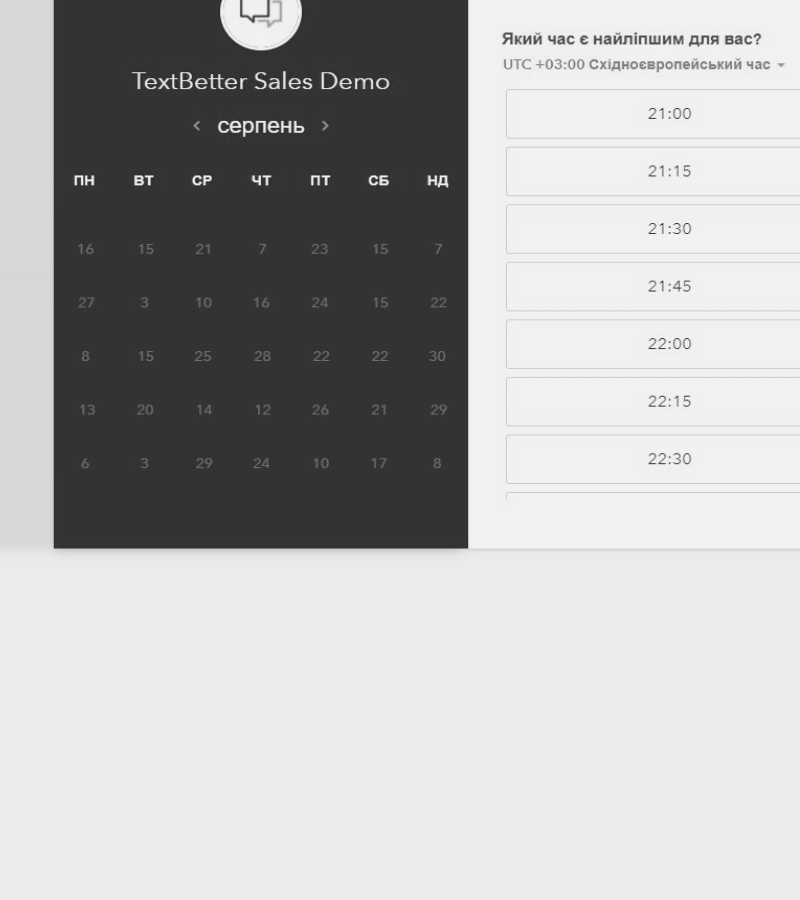 TextBetter Sales Demo
‹ серпень ›
ПН ВТ СР ЧТ ПТ СБ НД
16 15 21 7 23 15 7
27 3 10 16 24 15 22
8 15 25 28 22 22 30
13 20 14 12 26 21 29
6 3 29 24 10 17 8
Який час є найліпшим для вас?
UTC +03:00 Східноєвропейський час
21:00
21:15
21:30
21:45
22:00
22:15
22:30